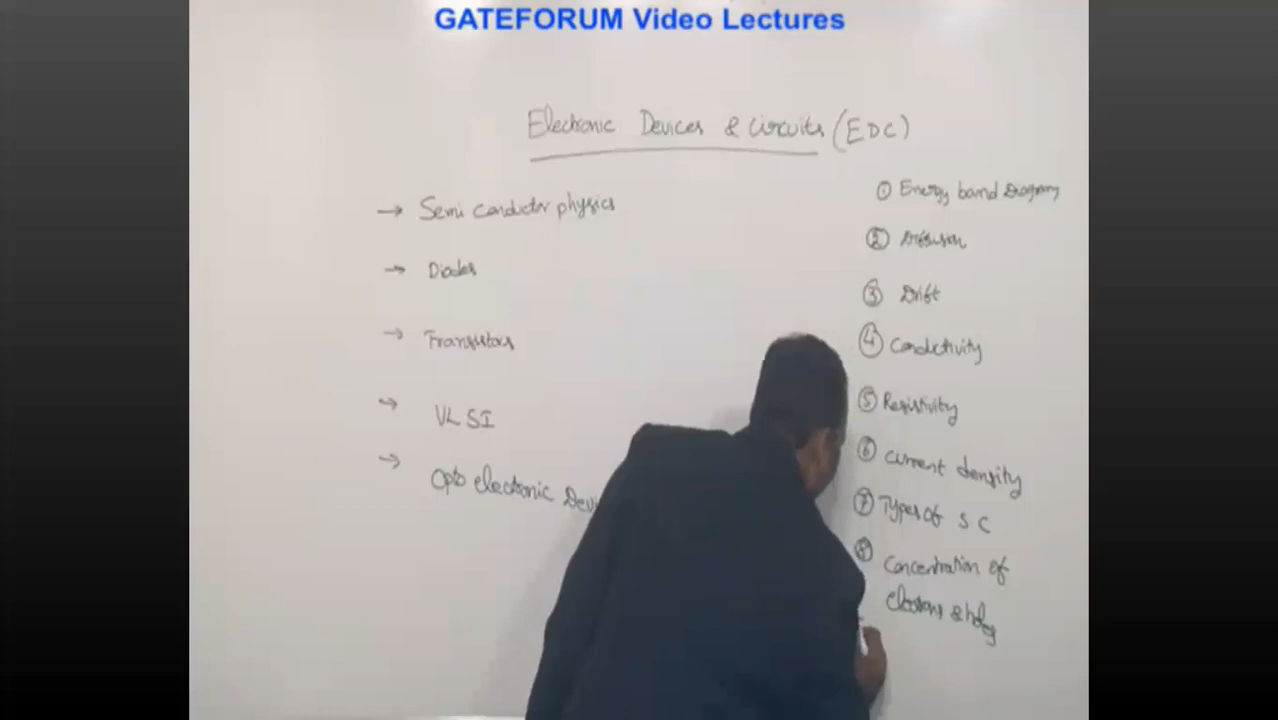 GATEFORUM Video Lectures
Electronic Devices & Circuits (EDC)
→ Semi conductor physics
→ Diodes
→ Transistors
→ VLSI
→ Opto electronic Devi
① Energy band Diagram
② Diffusion
③ Drift
④ Conductivity
⑤ Resistivity
⑥ Current density
⑦ Types of SC
⑧ Concentration of
electrons & holes